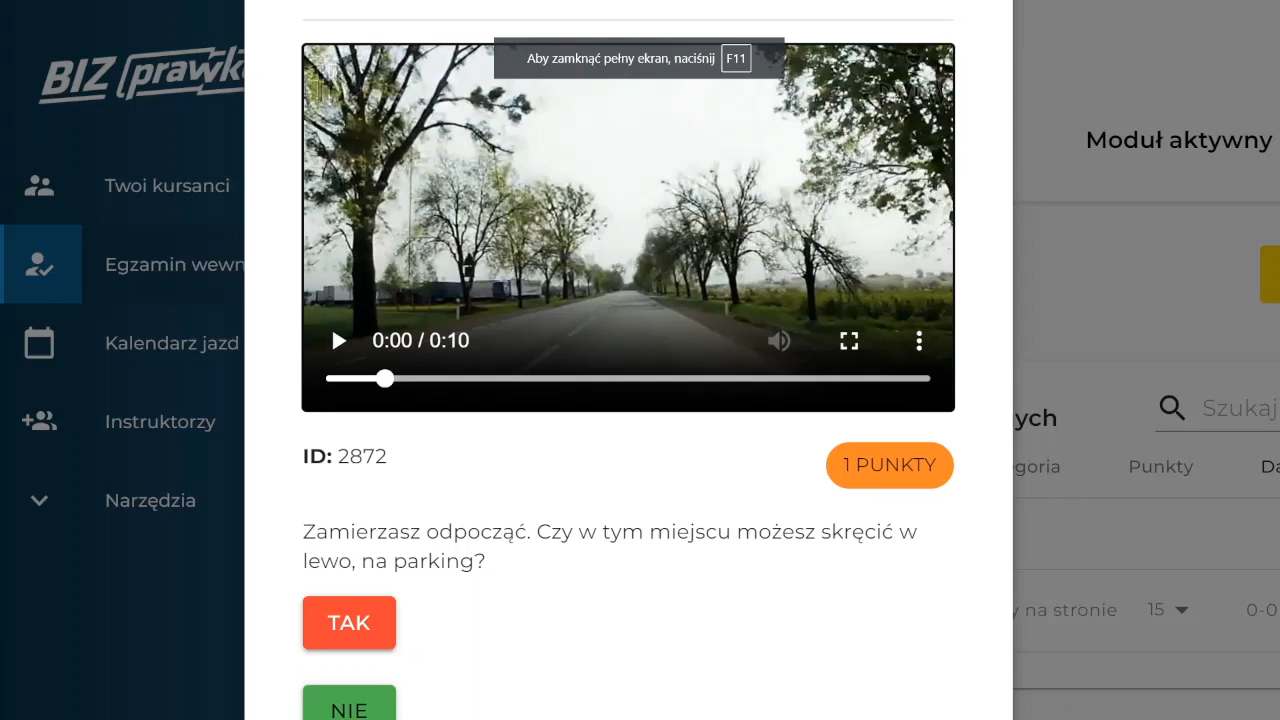 Aby zamknąć pełny ekran, naciśnij F11
BIZ prawk
Moduł aktywny
Twoi kursanci
Egzamin wewn
Kalendarz jazd
Instruktorzy
Narzędzia
0:00 / 0:10
ID: 2872
1 PUNKTY
Zamierzasz odpocząć. Czy w tym miejscu możesz skręcić w
lewo, na parking?
TAK
NIE
ych
Szukaj
egoria
Punkty
Da
y na stronie
15
0-0